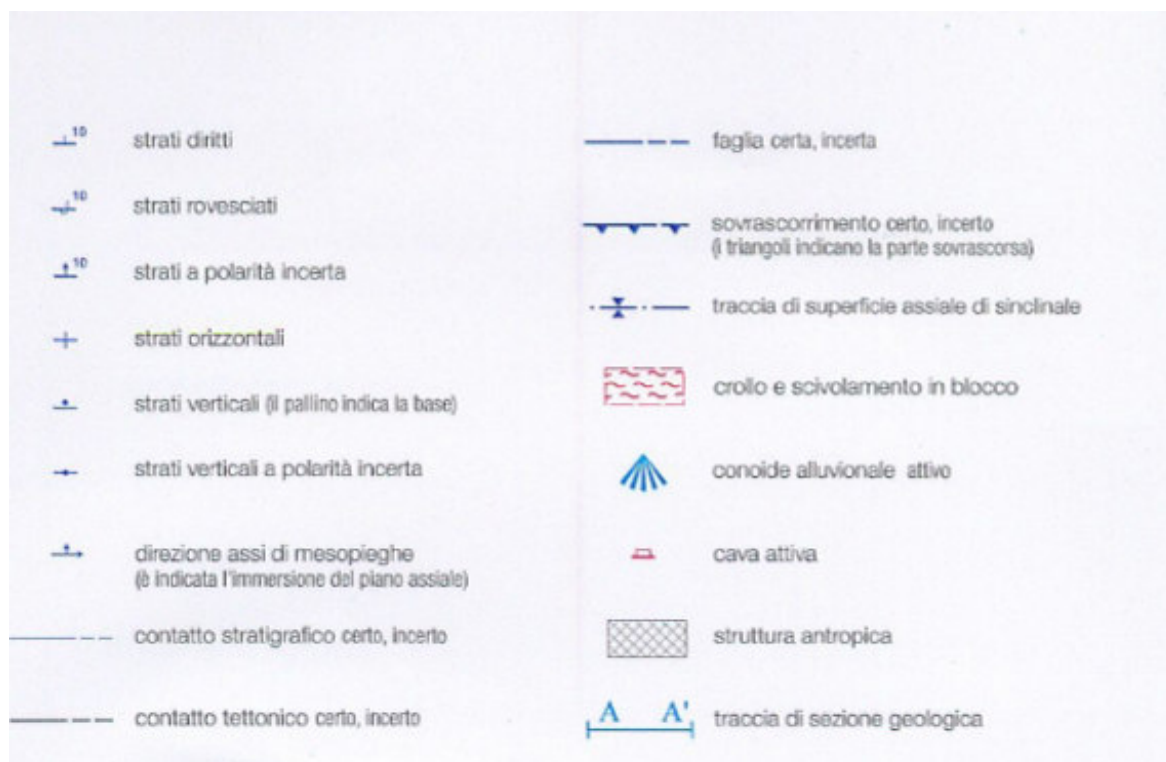 10 strati diritti
10 strati rovesciati
10 strati a polarità incerta
strati orizzontali
strati verticali (il pallino indica la base)
strati verticali a polarità incerta
direzione assi di mesopieghe
(è indicata l'immersione del piano assiale)
contatto stratigrafico certo, incerto
contatto tettonico certo, incerto
faglia certa, incerta
sovrascorrimento certo, incerto
(i triangoli indicano la parte sovrascorsa)
traccia di superficie assiale di sinclinale
crollo e scivolamento in blocco
conoide alluvionale attivo
cava attiva
struttura antropica
A A' traccia di sezione geologica